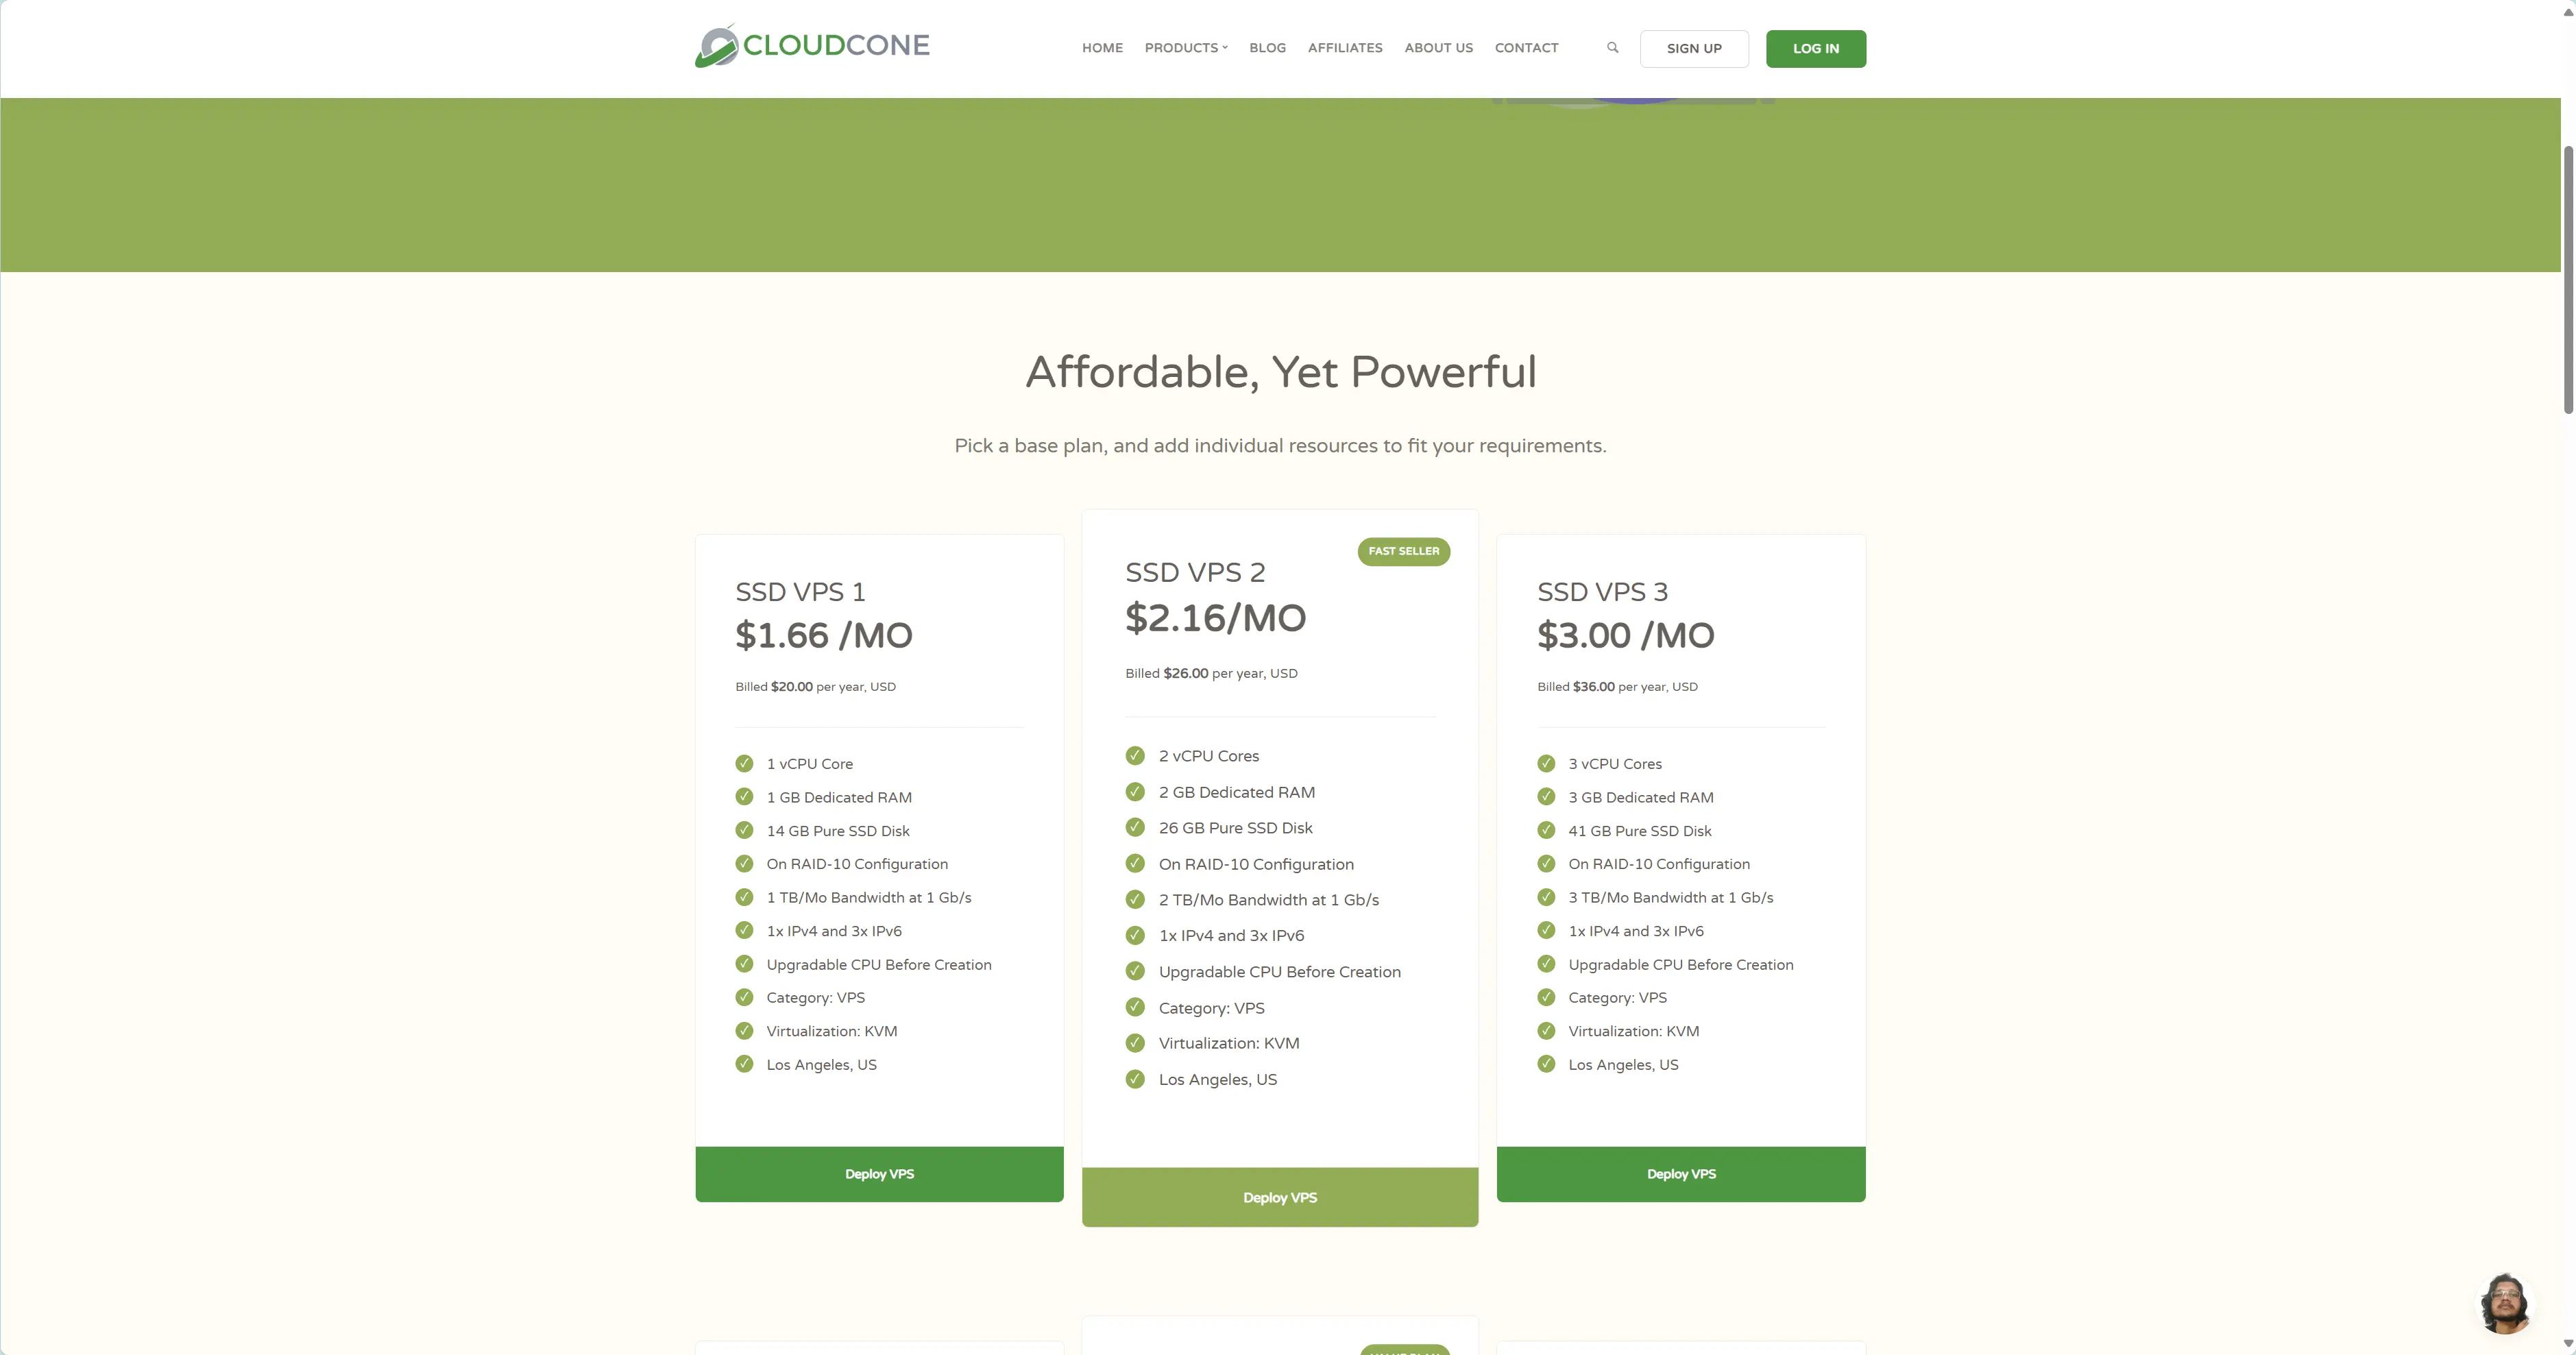 CLOUDCONE
HOME
PRODUCTS
BLOG
AFFILIATES
ABOUT US
CONTACT
SIGN UP
LOG IN
Affordable, Yet Powerful
Pick a base plan, and add individual resources to fit your requirements.
SSD VPS 1
$1.66 /MO
Billed $20.00 per year, USD
1 vCPU Core
1 GB Dedicated RAM
14 GB Pure SSD Disk
On RAID-10 Configuration
1 TB/Mo Bandwidth at 1 Gb/s
1x IPv4 and 3x IPv6
Upgradable CPU Before Creation
Category: VPS
Virtualization: KVM
Los Angeles, US
Deploy VPS
FAST SELLER
SSD VPS 2
$2.16/MO
Billed $26.00 per year, USD
2 vCPU Cores
2 GB Dedicated RAM
26 GB Pure SSD Disk
On RAID-10 Configuration
2 TB/Mo Bandwidth at 1 Gb/s
1x IPv4 and 3x IPv6
Upgradable CPU Before Creation
Category: VPS
Virtualization: KVM
Los Angeles, US
Deploy VPS
SSD VPS 3
$3.00 /MO
Billed $36.00 per year, USD
3 vCPU Cores
3 GB Dedicated RAM
41 GB Pure SSD Disk
On RAID-10 Configuration
3 TB/Mo Bandwidth at 1 Gb/s
1x IPv4 and 3x IPv6
Upgradable CPU Before Creation
Category: VPS
Virtualization: KVM
Los Angeles, US
Deploy VPS